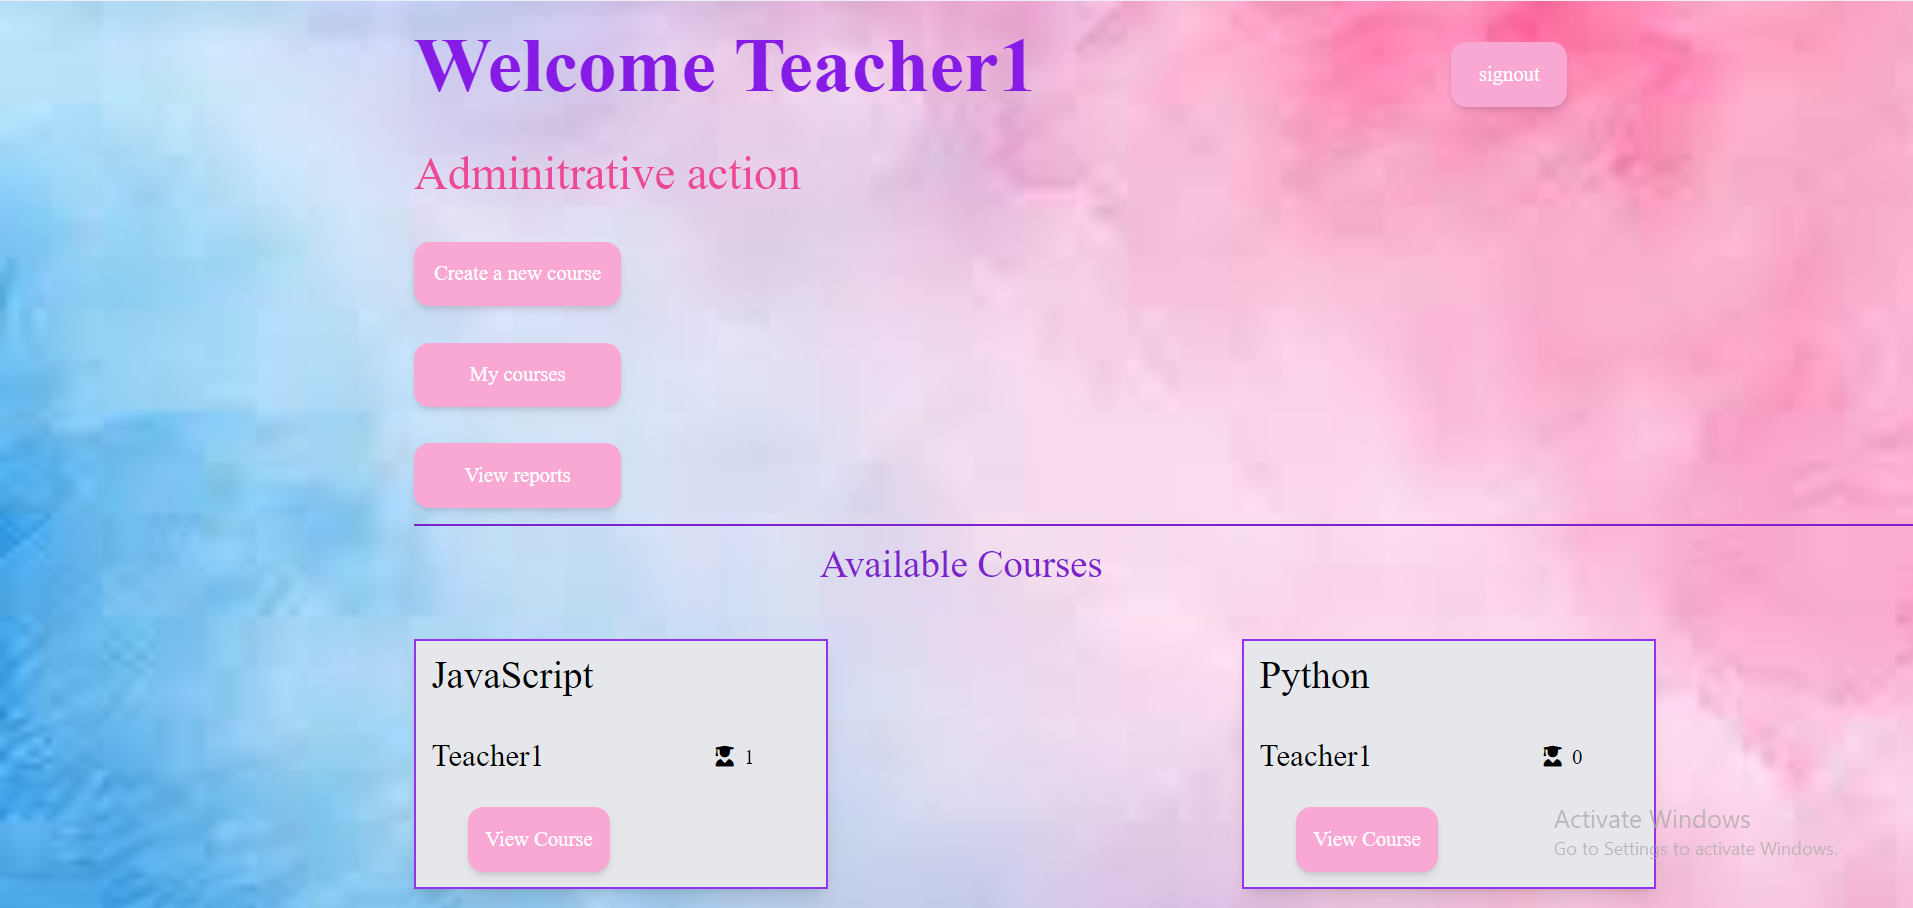 Welcome Teacher1
signout
Adminitrative action
Create a new course
My courses
View reports
Available Courses
JavaScript
Teacher1
1
View Course
Python
Teacher1
0
View Course
Activate Windows
Go to Settings to activate Windows.